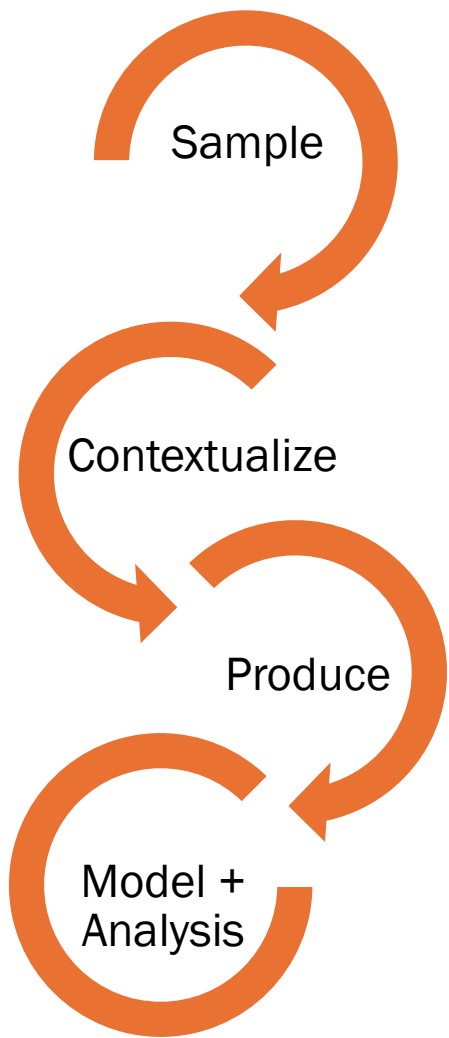 Sample
Contextualize
Produce
Model +
Analysis